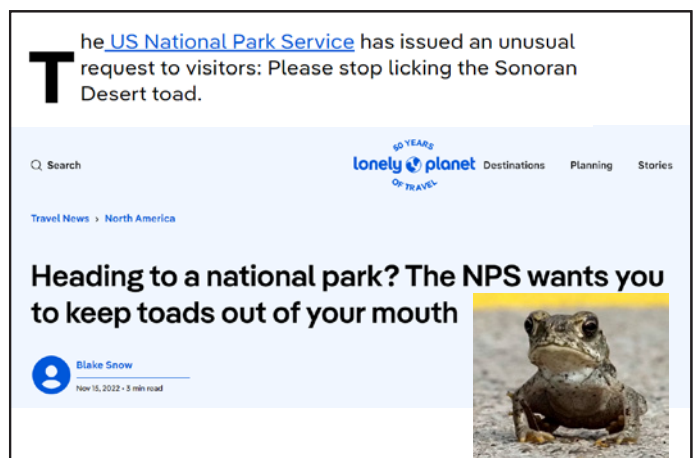 The US National Park Service has issued an unusual
request to visitors: Please stop licking the Sonoran
Desert toad.
Search
50 YEARS
lonely planet
OF TRAVEL
Destinations
Planning
Stories
Travel News › North America
Heading to a national park? The NPS wants you
to keep toads out of your mouth
Blake Snow
Nov 15, 2022 • 3 min read